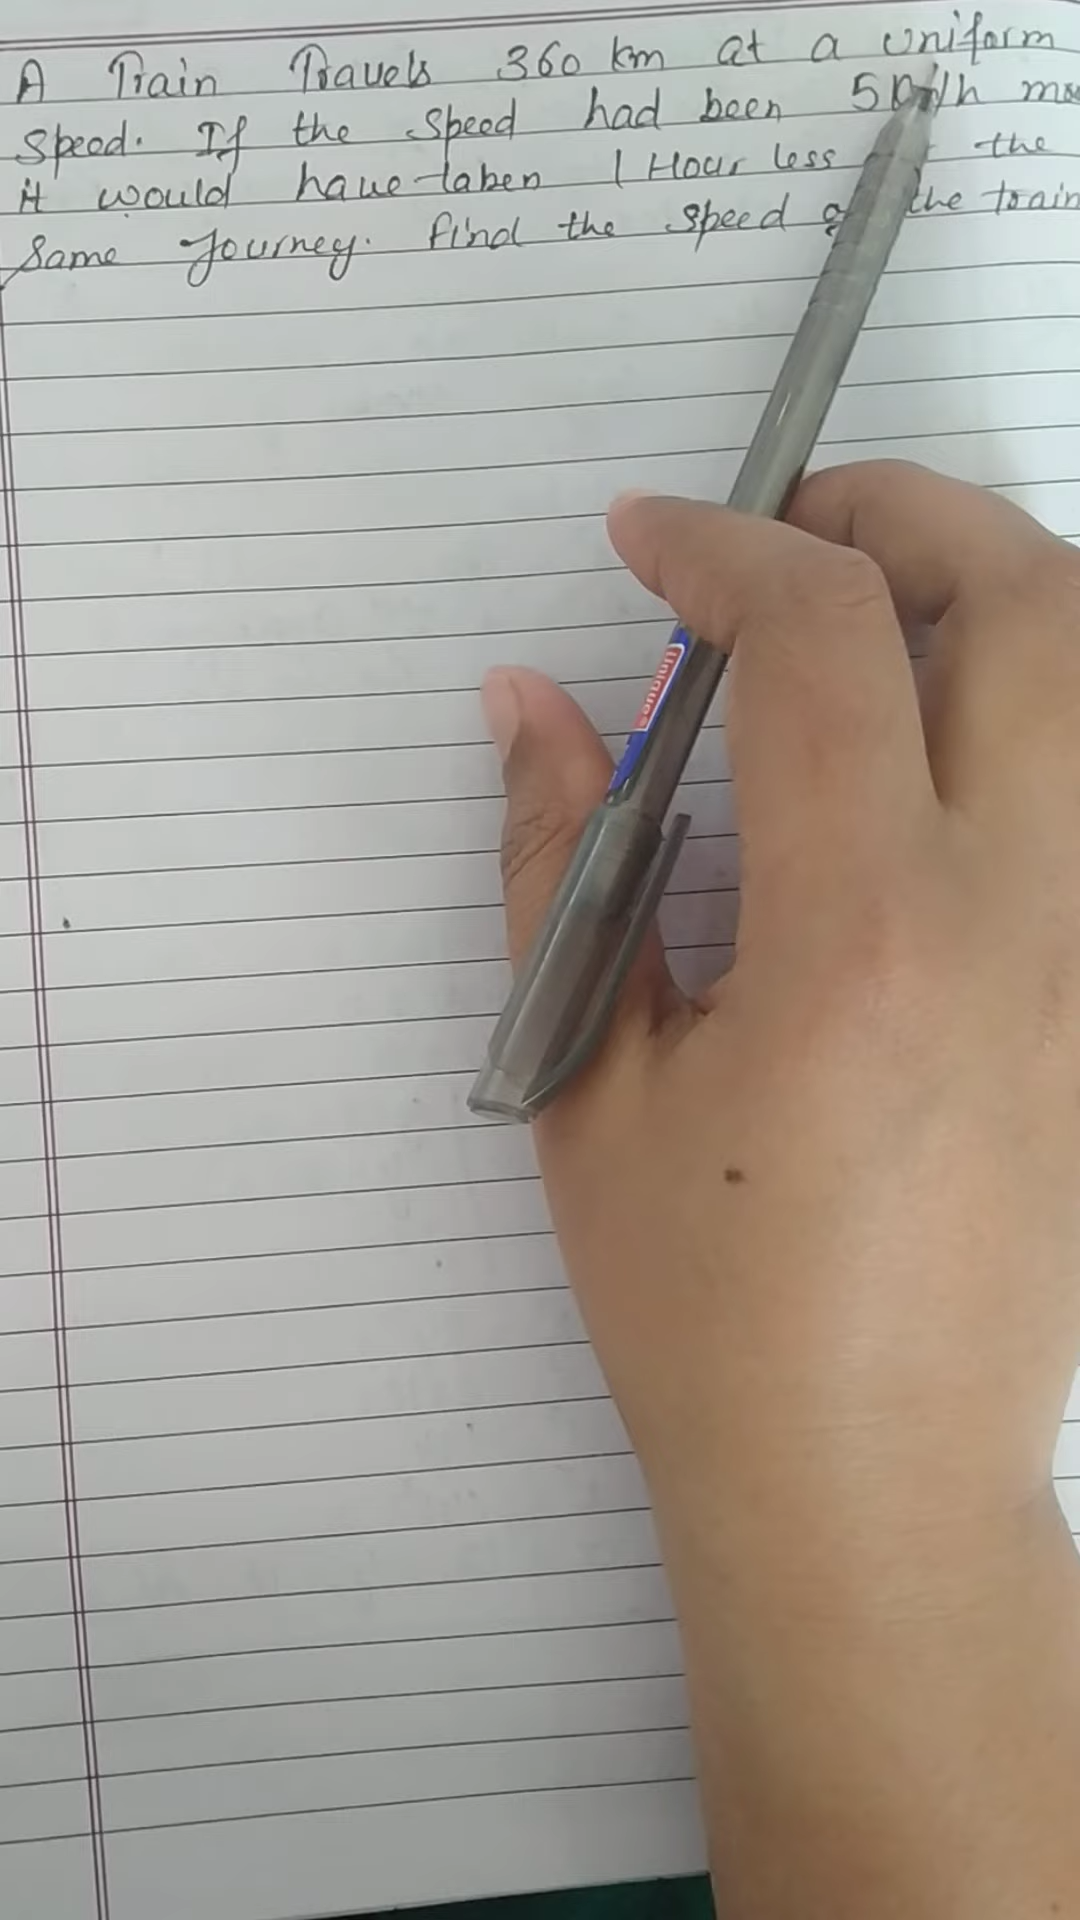 A Train Travels 360 km at a uniform
Speed. If the Speed had been 5
it would have taken 1 Hour less the
Same Journey. find the speed the train
unique